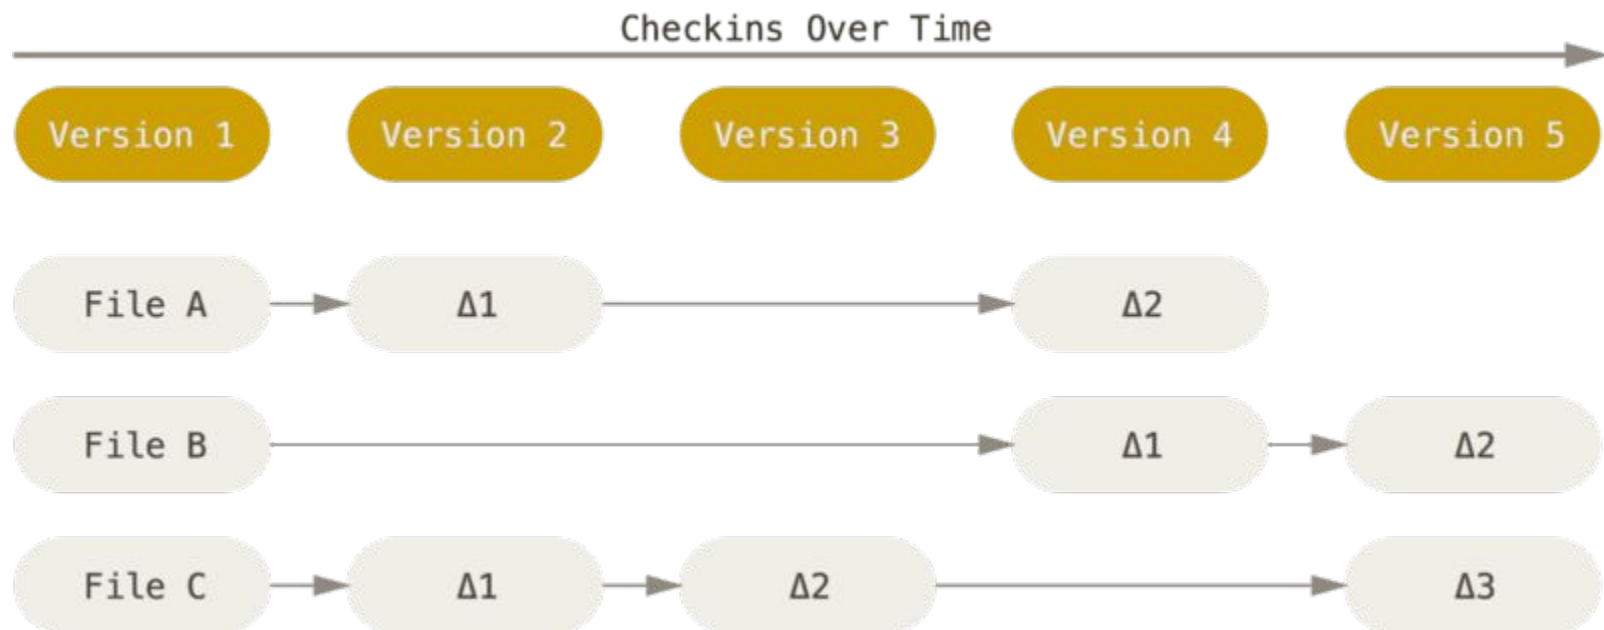 Checkins Over Time
Version 1 Version 2 Version 3 Version 4 Version 5
File A Δ1 Δ2
File B Δ1 Δ2
File C Δ1 Δ2 Δ3